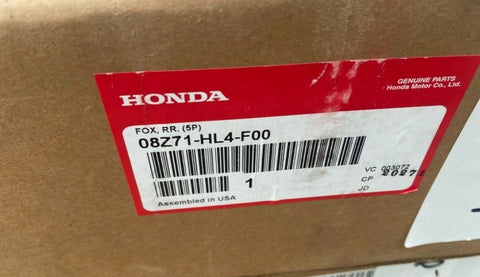 HONDA
GENUINE PARTS
Honda Motor Co., Ltd.
FOX, RR. (5P)
08Z71-HL4-F00
1
VC 003072
CP
JD
Assembled in USA